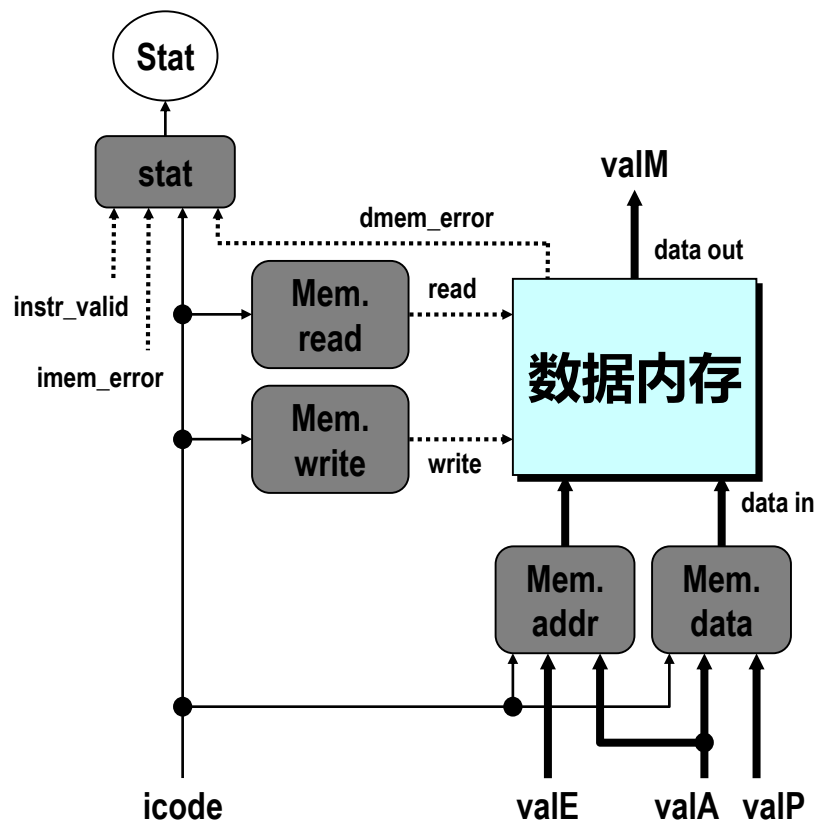 Stat
stat
valM
dmem_error
data out
instr_valid
Mem.
read
read
imem_error
数据内存
Mem.
write
write
data in
Mem.
addr
Mem.
data
icode
valE
valA
valP